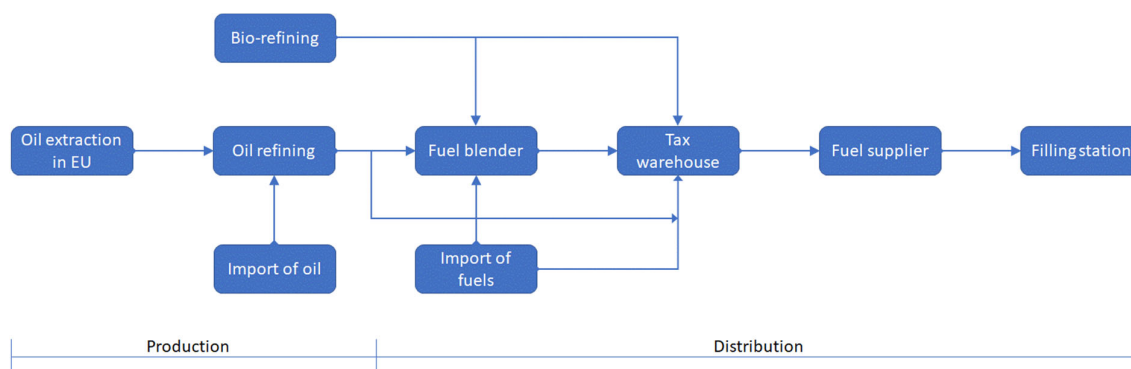 Bio-refining
Oil extraction
in EU
Oil refining
Fuel blender
Tax
warehouse
Fuel supplier
Filling station
Import of oil
Import of
fuels
Production
Distribution